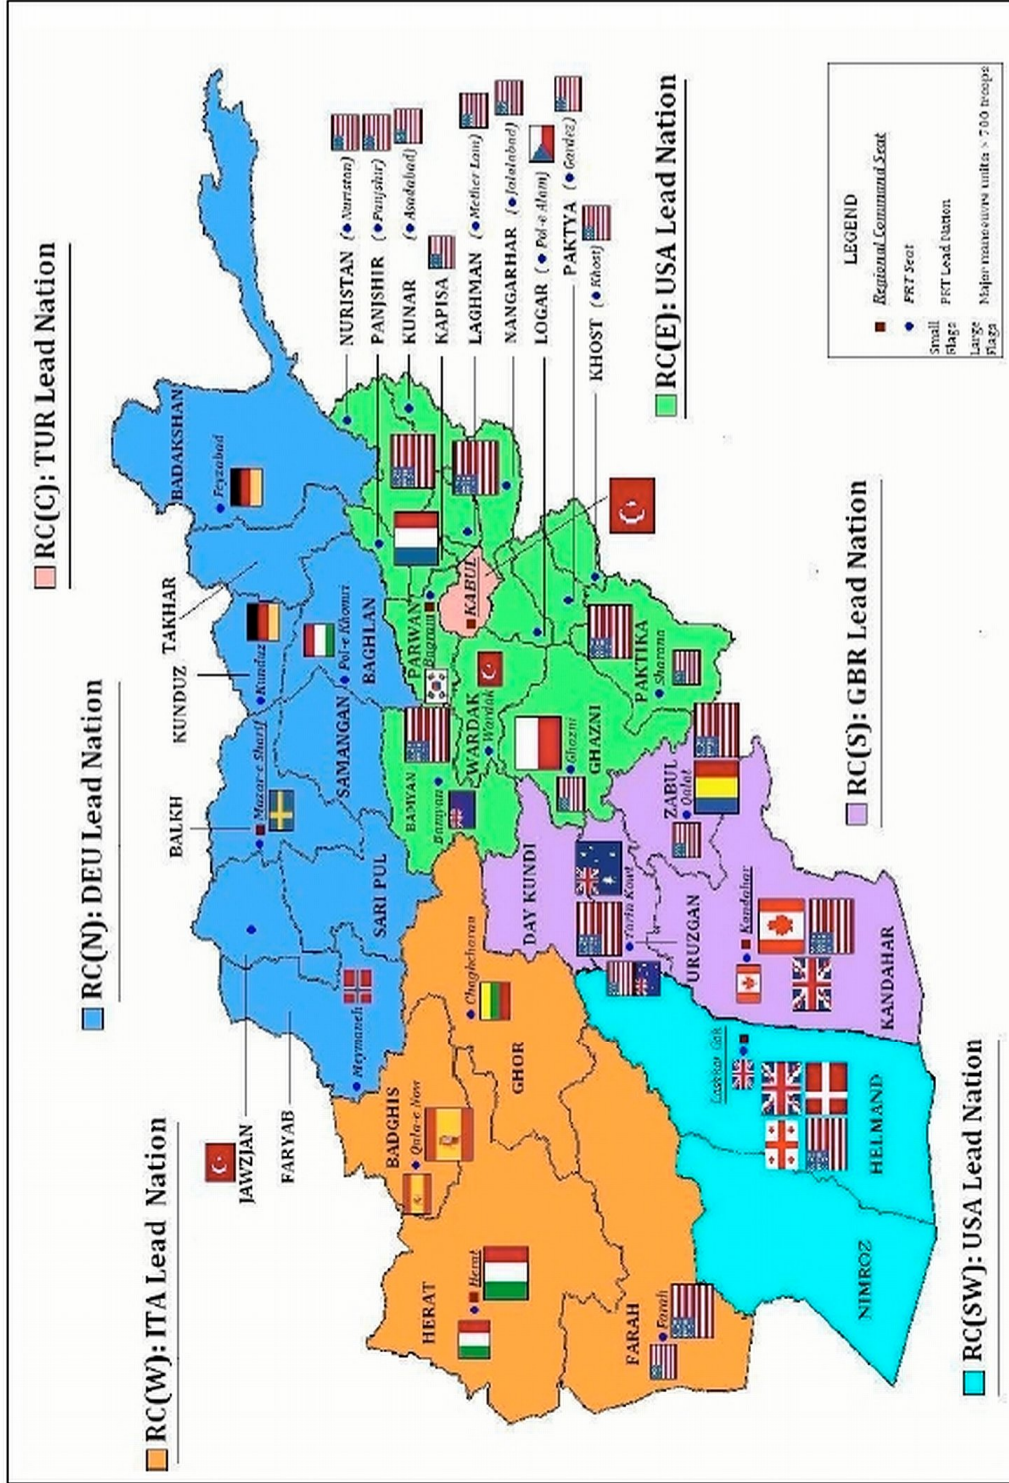 RC(C): TUR Lead Nation
RC(N): DEU Lead Nation
RC(W): ITA Lead Nation
RC(E): USA Lead Nation
RC(S): GBR Lead Nation
RC(SW): USA Lead Nation
BADAKSHAN
Feyzabad
TAKHAR
KUNDUZ
Kunduz
BALKH
Mazar-e Sharif
Pol-e Khomri
BAGHLAN
SAMANGAN
SARI PUL
JAWZJAN
FARYAB
Meymaneh
NURISTAN (Nuristan)
PANJSHIR (Panjshir)
KUNAR (Asadabad)
KAPISA
LAGHMAN (Mether Lam)
NANGARHAR (Jalalabad)
LOGAR (Pol-e Alam)
PAKTYA (Gardez)
KHOST (Khost)
KABUL
PARWAN
Bagram
WARDAK
Wardak
BAMYAN
Bamyan
GHAZNI
Ghazni
PAKTIKA
Sharana
DAY KUNDI
ZABUL
Qalat
URUZGAN
Tarin Kowt
KANDAHAR
Kandahar
BADGHIS
Qala-e Now
GHOR
Chaghcharan
HERAT
Herat
FARAH
Farah
HELMAND
Lashkar Gah
NIMROZ
LEGEND
Regional Command Seat
PRT Seat
Small Flags
PRT Lead Nation
Large Flags
Major manoeuvre units > 700 troops